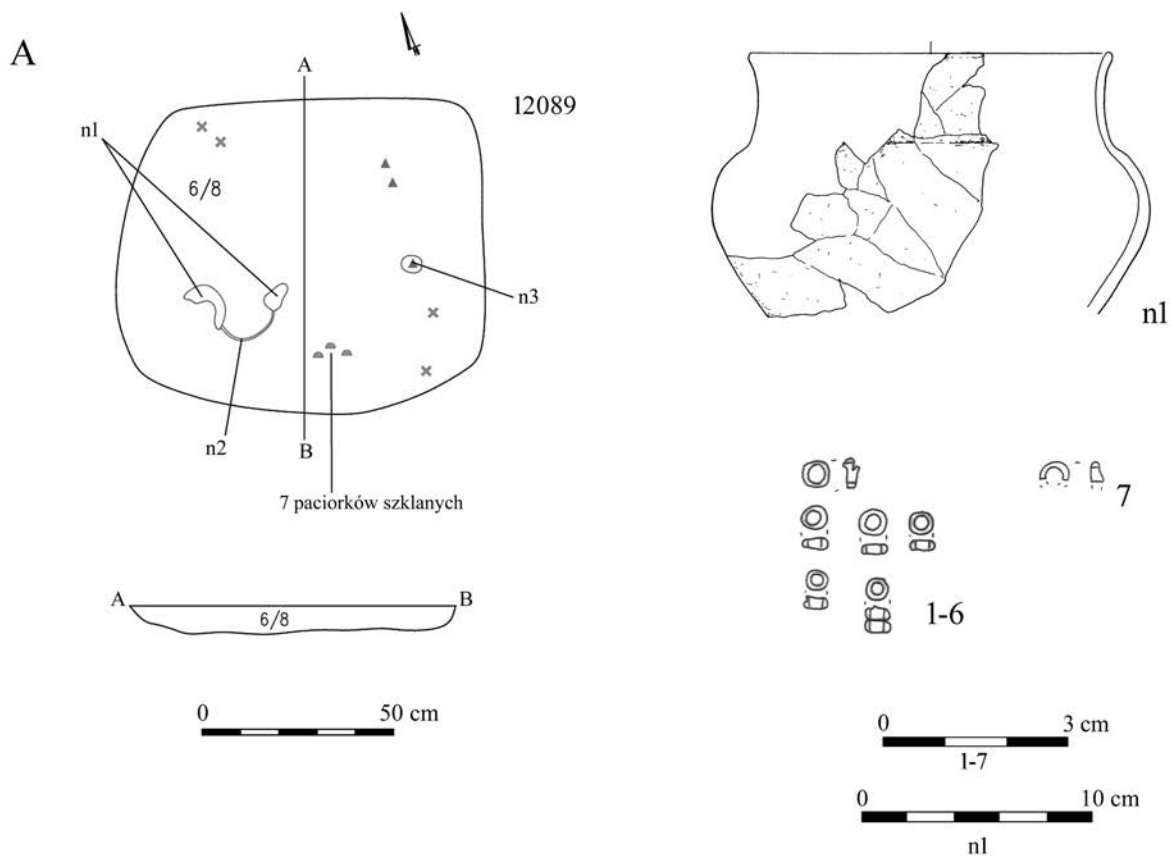 A
A
12089
n1
6/8
n3
n2
B
7 paciorków szklanych
A
B
6/8
0
50 cm
n1
7
1-6
0
3 cm
1-7
0
10 cm
n1